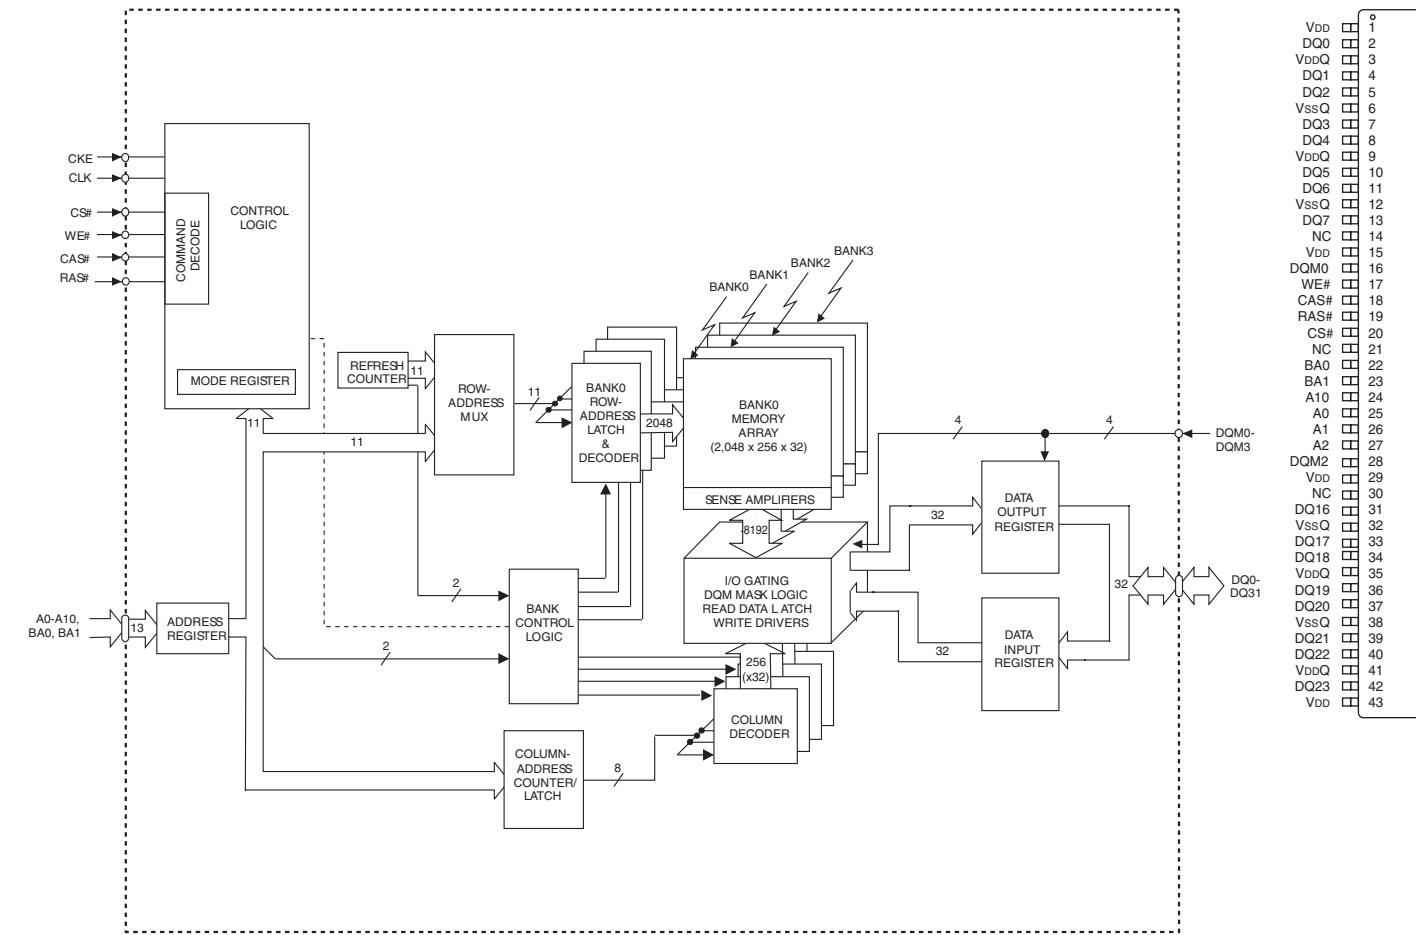 CKE
CLK
CS#
WE#
CAS#
RAS#
COMMAND
DECODE
CONTROL
LOGIC
MODE REGISTER
11
REFRESH
COUNTER
11
11
ROW-
ADDRESS
MUX
11
BANK0
ROW-
ADDRESS
LATCH
&
DECODER
2048
BANK0
BANK1
BANK2
BANK3
BANK0
MEMORY
ARRAY
(2,048 x 256 x 32)
SENSE AMPLIFIERS
8192
I/O GATING
DQM MASK LOGIC
READ DATA LATCH
WRITE DRIVERS
256
(x32)
COLUMN
DECODER
2
2
BANK
CONTROL
LOGIC
A0-A10,
BA0, BA1
13
ADDRESS
REGISTER
COLUMN-
ADDRESS
COUNTER/
LATCH
8
4
4
DQM0-
DQM3
32
DATA
OUTPUT
REGISTER
32
DATA
INPUT
REGISTER
32
DQ0-
DQ31
VDD 1
DQ0 2
VDDQ 3
DQ1 4
DQ2 5
VSSQ 6
DQ3 7
DQ4 8
VDDQ 9
DQ5 10
DQ6 11
VSSQ 12
DQ7 13
NC 14
VDD 15
DQM0 16
WE# 17
CAS# 18
RAS# 19
CS# 20
NC 21
BA0 22
BA1 23
A10 24
A0 25
A1 26
A2 27
DQM2 28
VDD 29
NC 30
DQ16 31
VSSQ 32
DQ17 33
DQ18 34
VDDQ 35
DQ19 36
DQ20 37
VSSQ 38
DQ21 39
DQ22 40
VDDQ 41
DQ23 42
VDD 43